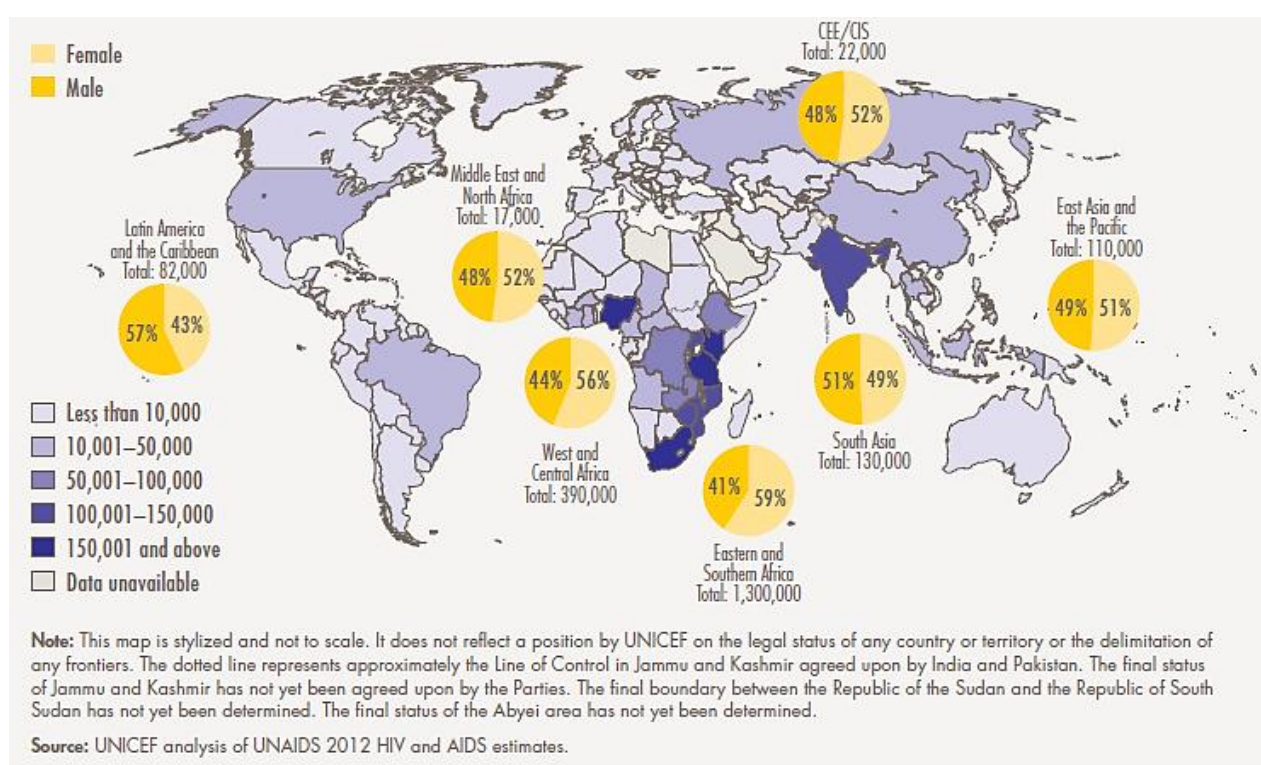 Female
Male
CEE/CIS
Total: 22,000
48% 52%
Middle East and
North Africa
Total: 17,000
48% 52%
Latin America
and the Caribbean
Total: 82,000
57% 43%
East Asia and
the Pacific
Total: 110,000
49% 51%
44% 56%
West and
Central Africa
Total: 390,000
51% 49%
South Asia
Total: 130,000
41% 59%
Eastern and
Southern Africa
Total: 1,300,000
Less than 10,000
10,001–50,000
50,001–100,000
100,001–150,000
150,001 and above
Data unavailable
Note: This map is stylized and not to scale. It does not reflect a position by UNICEF on the legal status of any country or territory or the delimitation of
any frontiers. The dotted line represents approximately the Line of Control in Jammu and Kashmir agreed upon by India and Pakistan. The final status
of Jammu and Kashmir has not yet been agreed upon by the Parties. The final boundary between the Republic of the Sudan and the Republic of South
Sudan has not yet been determined. The final status of the Abyei area has not yet been determined.
Source: UNICEF analysis of UNAIDS 2012 HIV and AIDS estimates.